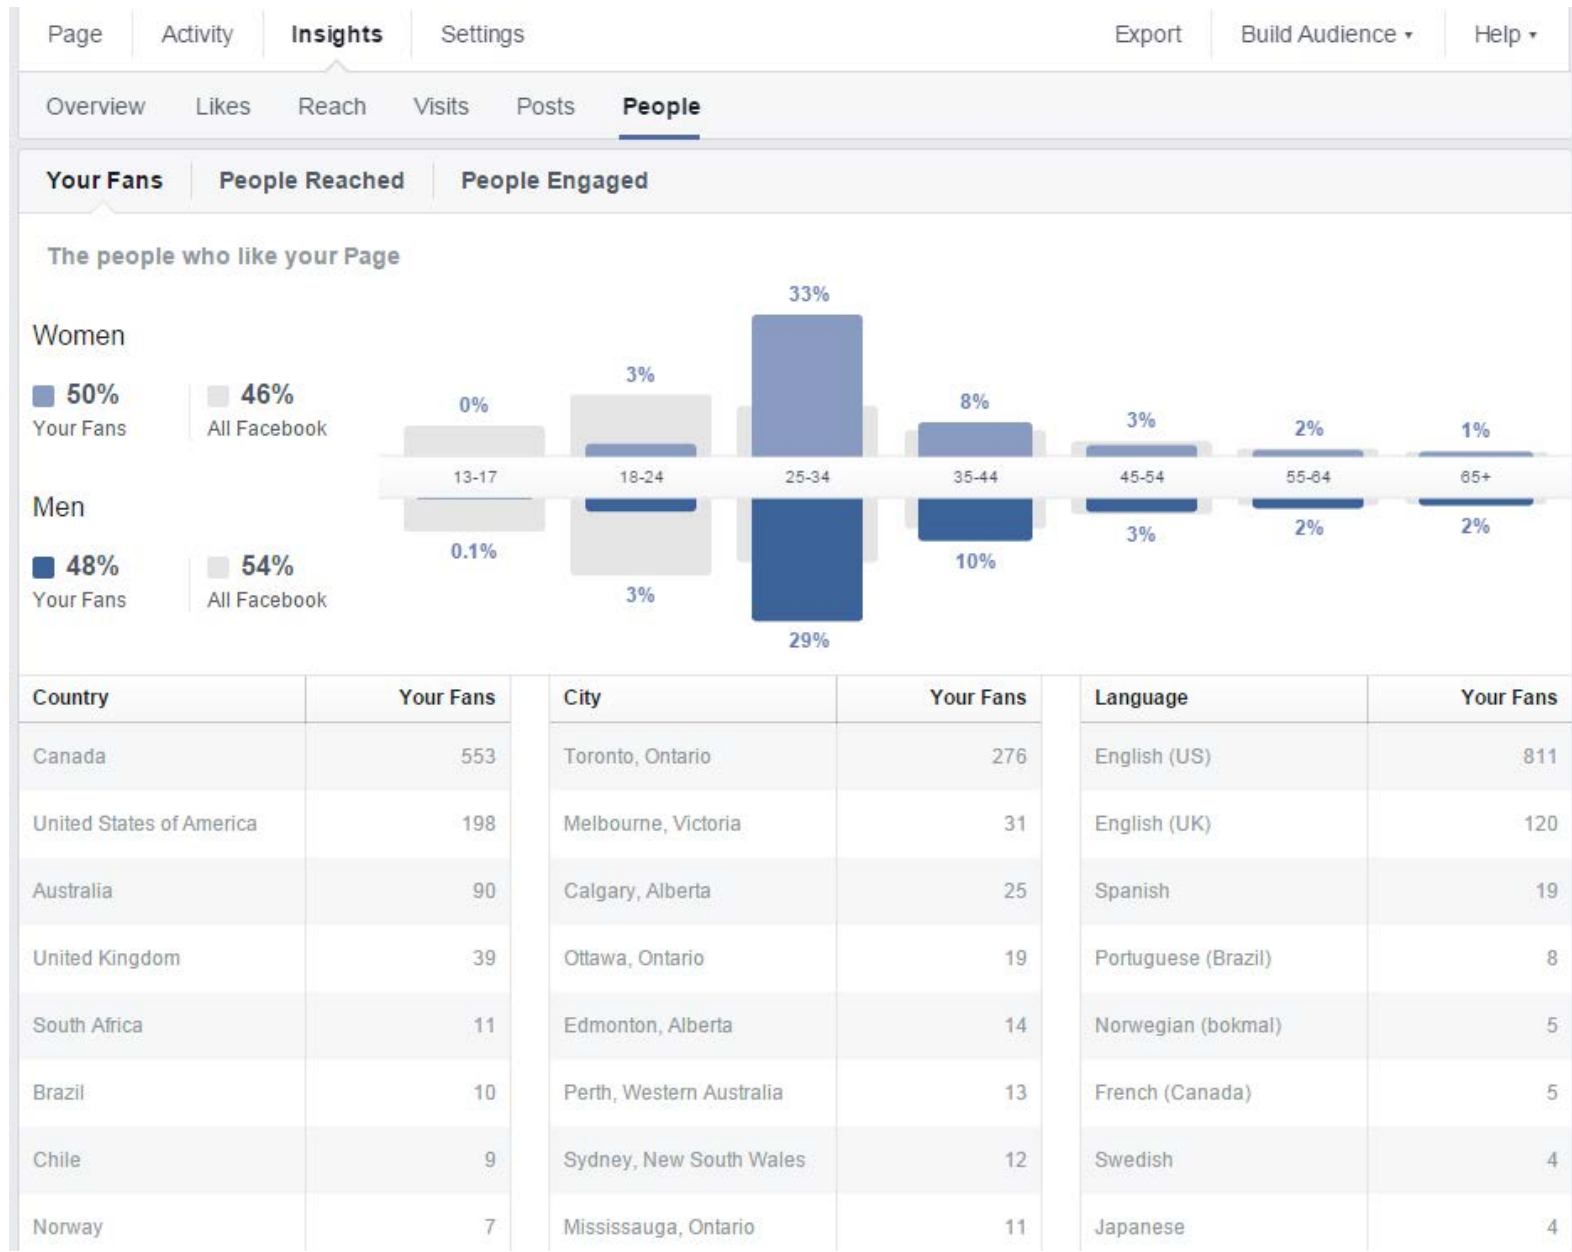 Page Activity Insights Settings Export Build Audience Help
Overview Likes Reach Visits Posts People
Your Fans People Reached People Engaged
The people who like your Page
33%
Women
3%
50% 46%
0% 8% 3% 2% 1%
Your Fans All Facebook
13-17 18-24 25-34 35-44 45-54 55-64 65+
Men
0.1% 3% 29% 10% 3% 2% 2%
48% 54%
Your Fans All Facebook
Country Your Fans City Your Fans Language Your Fans
Canada 553 Toronto, Ontario 276 English (US) 811
United States of America 198 Melbourne, Victoria 31 English (UK) 120
Australia 90 Calgary, Alberta 25 Spanish 19
United Kingdom 39 Ottawa, Ontario 19 Portuguese (Brazil) 8
South Africa 11 Edmonton, Alberta 14 Norwegian (bokmal) 5
Brazil 10 Perth, Western Australia 13 French (Canada) 5
Chile 9 Sydney, New South Wales 12 Swedish 4
Norway 7 Mississauga, Ontario 11 Japanese 4